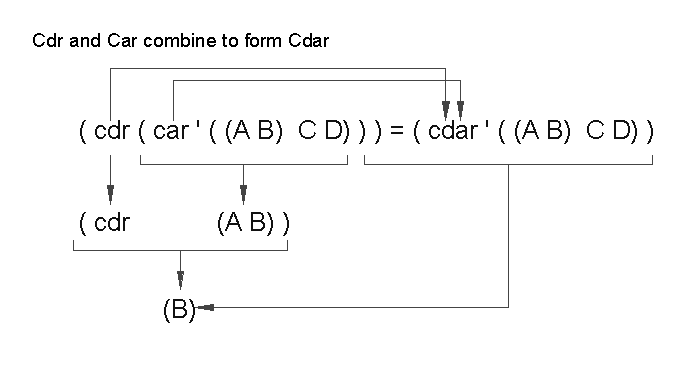 Cdr and Car combine to form Cdar
( cdr ( car ' ( (A B)  C D) ) ) = ( cdar ' ( (A B)  C D) )
( cdr (A B) )
(B)